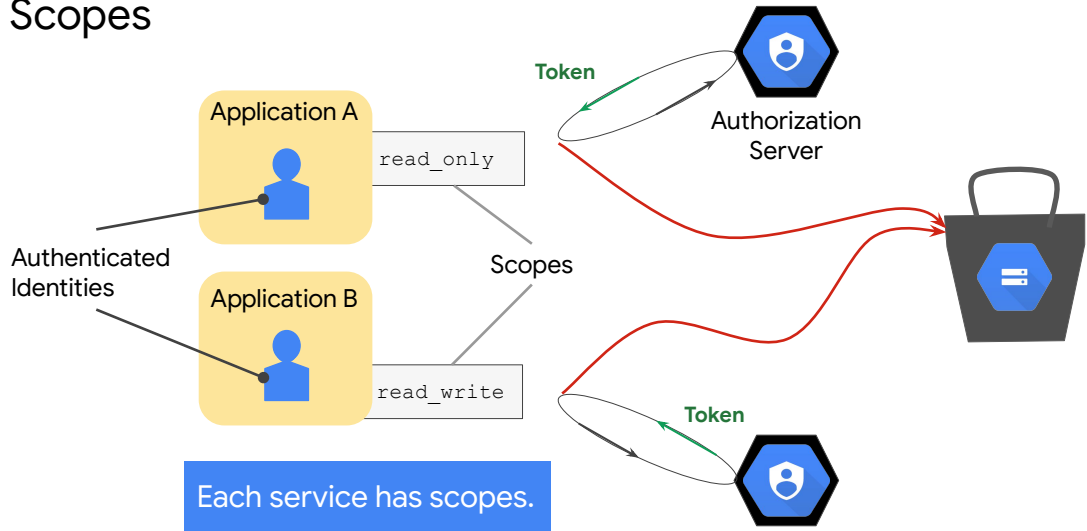 Scopes
Token
Application A
read_only
Authorization
Server
Authenticated
Identities
Scopes
Application B
read_write
Token
Each service has scopes.